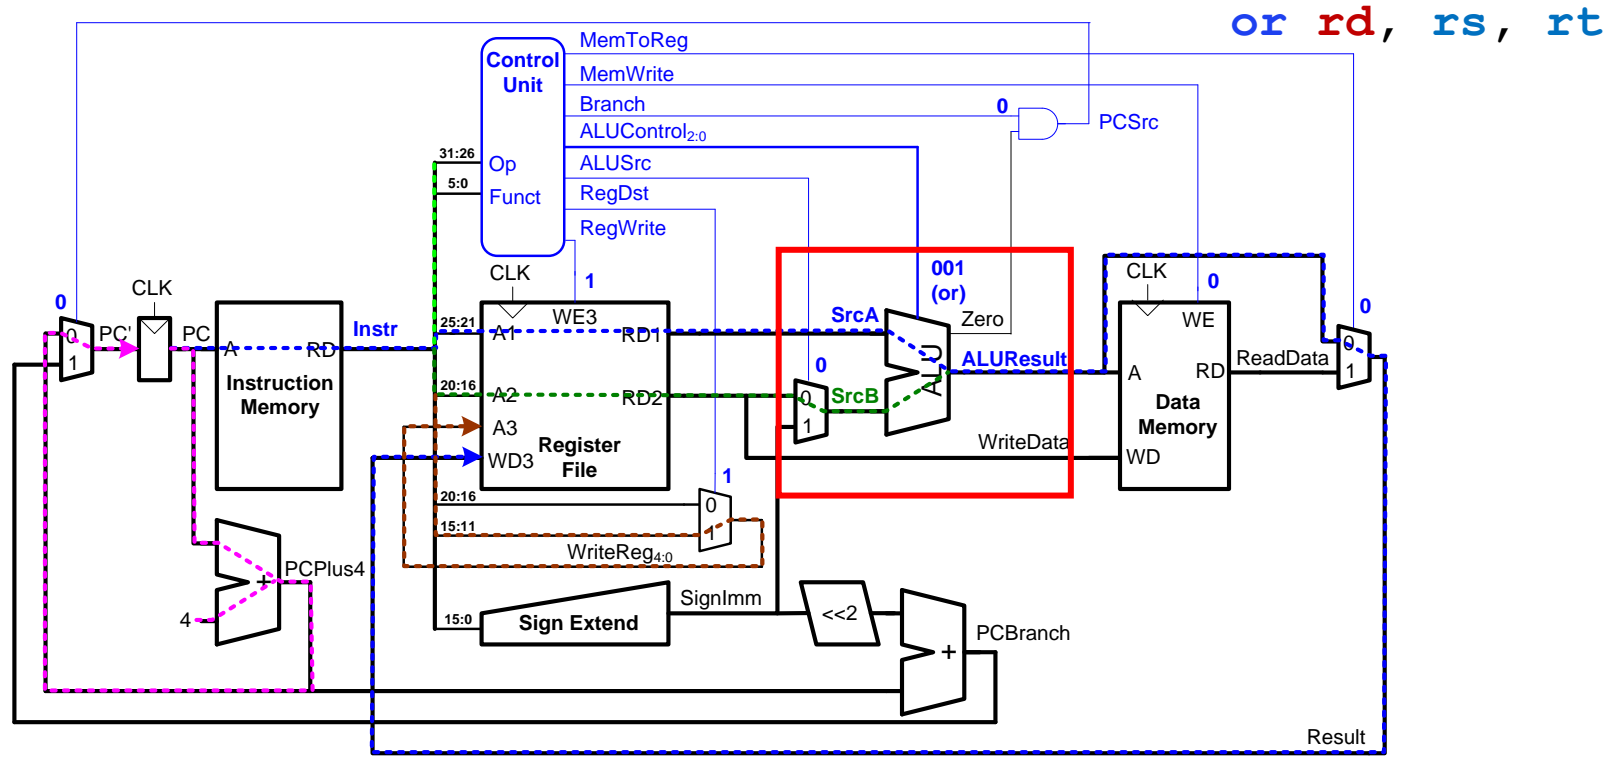 or rd, rs, rt
MemToReg
Control
Unit
MemWrite
Branch
0
PCSrc
ALUControl2:0
31:26
Op
ALUSrc
5:0
Funct
RegDst
RegWrite
CLK
1
001
(or)
CLK
0
CLK
0
0
WE3
WE
PC'
0
1
PC
Instr
A
RD
Instruction
Memory
25:21
A1
RD1
SrcA
Zero
ALU
ALUResult
0
20:16
A2
RD2
0
1
SrcB
A3
WD3
Register
File
A
RD
ReadData
0
1
Data
Memory
WriteData
WD
1
20:16
0
15:11
1
WriteReg4:0
PCPlus4
+
4
SignImm
15:0
Sign Extend
<<2
+
PCBranch
Result